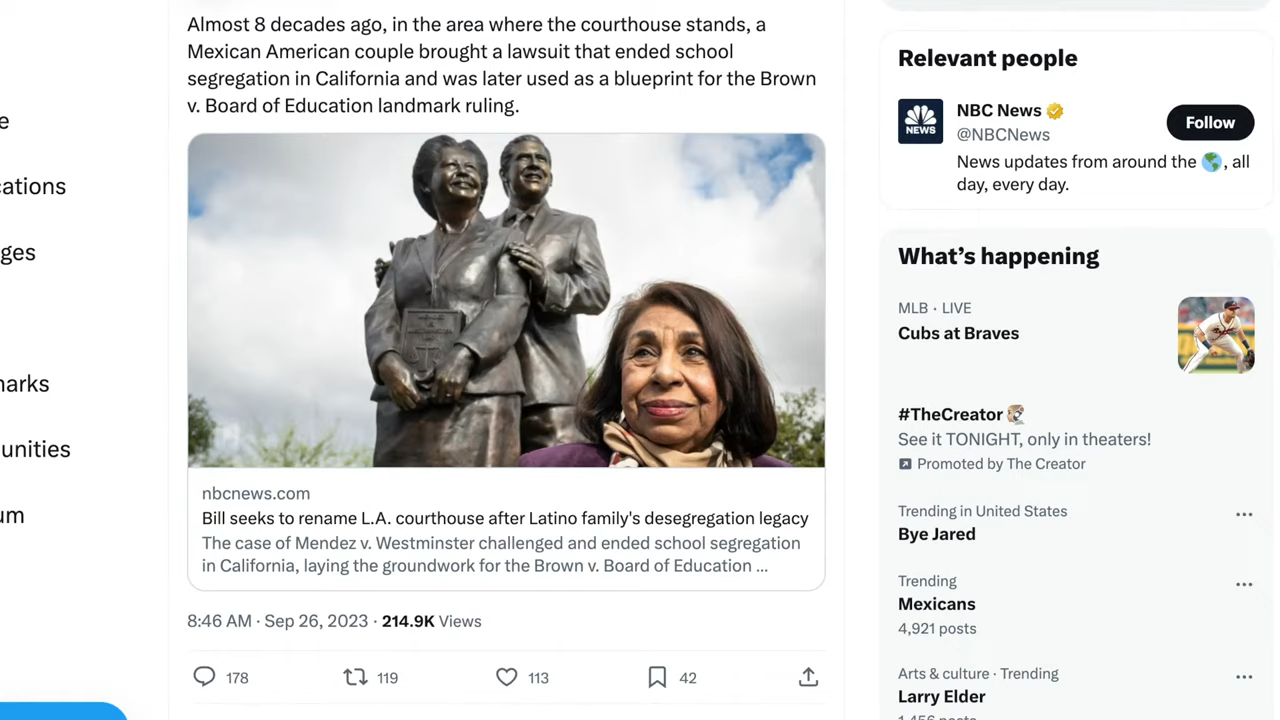 Almost 8 decades ago, in the area where the courthouse stands, a
Mexican American couple brought a lawsuit that ended school
segregation in California and was later used as a blueprint for the Brown
v. Board of Education landmark ruling.
nbcnews.com
Bill seeks to rename L.A. courthouse after Latino family's desegregation legacy
The case of Mendez v. Westminster challenged and ended school segregation
in California, laying the groundwork for the Brown v. Board of Education ...
8:46 AM · Sep 26, 2023 · 214.9K Views
178 119 113 42
e
cations
ges
narks
unities
um
Relevant people
NEWS
NBC News
Follow
@NBCNews
News updates from around the 🌎, all
day, every day.
What’s happening
MLB · LIVE
Cubs at Braves
#TheCreator
See it TONIGHT, only in theaters!
Promoted by The Creator
Trending in United States
Bye Jared
Trending
Mexicans
4,921 posts
Arts & culture · Trending
Larry Elder
1,456 posts